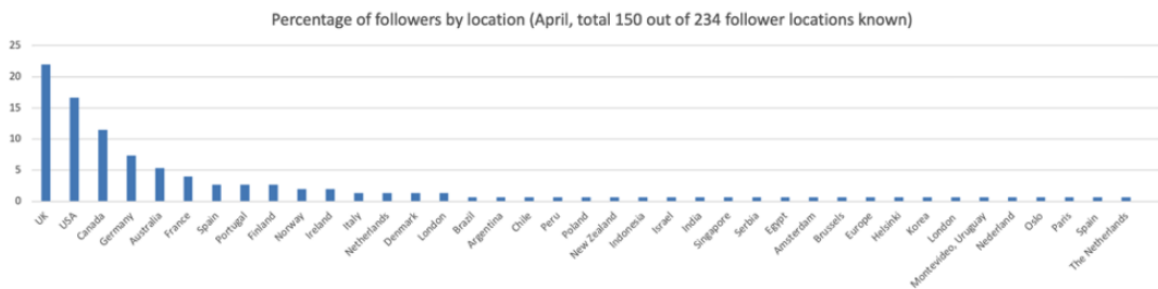 Percentage of followers by location (April, total 150 out of 234 follower locations known)
25
20
15
10
5
0
UK
USA
Canada
Germany
Australia
France
Spain
Portugal
Finland
Norway
Ireland
Italy
Netherlands
Denmark
London
Brazil
Argentina
Chile
Peru
Poland
New Zealand
Indonesia
Israel
India
Singapore
Serbia
Egypt
Amsterdam
Brussels
Europe
Helsinki
Korea
London
Montevideo, Uruguay
Nederland
Oslo
Paris
Spain
The Netherlands